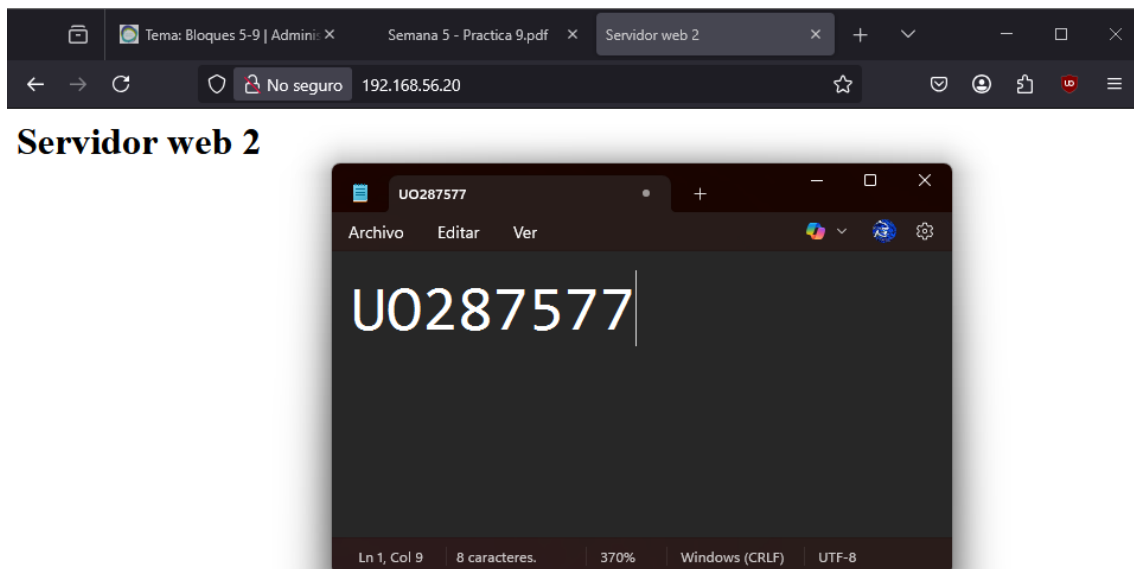 Tema: Bloques 5-9 | Adminis
Semana 5 - Practica 9.pdf
Servidor web 2
No seguro
192.168.56.20
Servidor web 2
UO287577
Archivo Editar Ver
UO287577
Ln 1, Col 9 8 caracteres. 370% Windows (CRLF) UTF-8